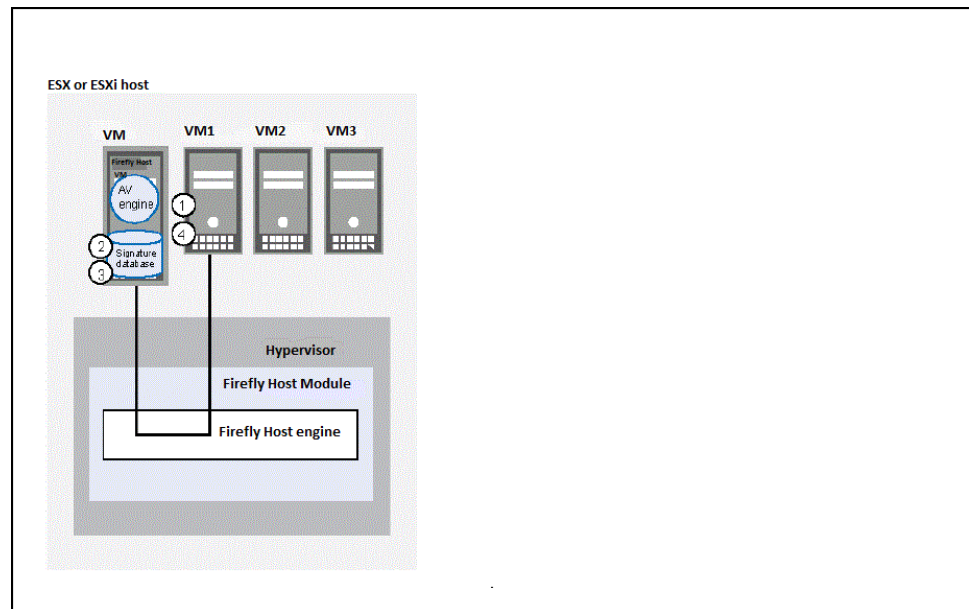 ESX or ESXi host
VM
VM1
VM2
VM3
Firefly Host
VM
AV
engine
1
4
2
Signature
database
3
Hypervisor
Firefly Host Module
Firefly Host engine